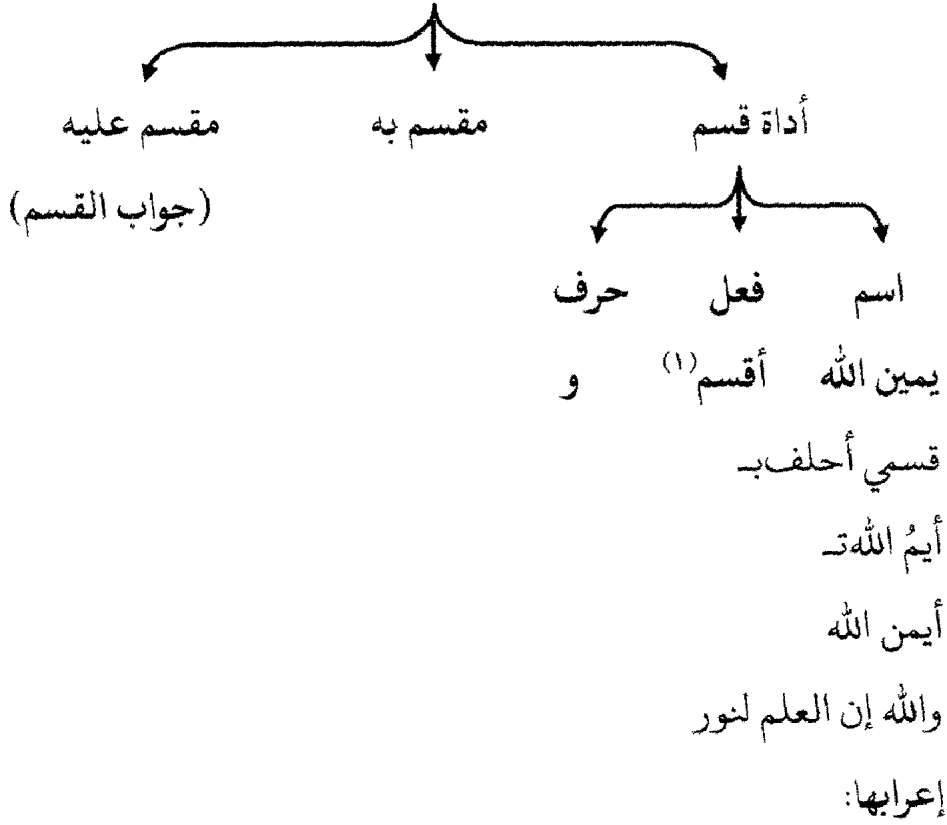 أداة قسم مقسم به مقسم عليه
(جواب القسم)
اسم فعل حرف
يمين الله أقسم(١) و
قسمي أحلف بـ
أيمُ الله تـ
أيمن الله
والله إن العلم لنور
إعرابها: